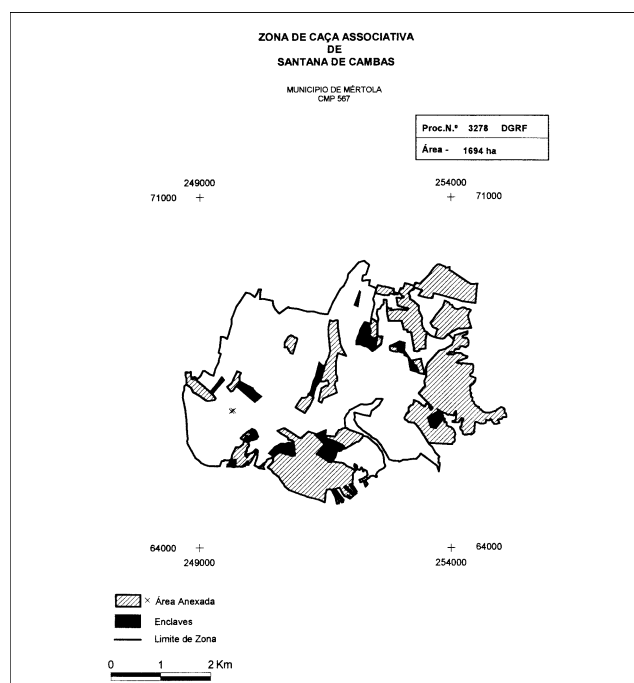 ZONA DE CAÇA ASSOCIATIVA
DE
SANTANA DE CAMBAS
MUNICIPIO DE MÉRTOLA
CMP 567
Proc.N.º 3278 DGRF
Área - 1694 ha
249000
254000
71000
71000
64000
64000
249000
254000
Área Anexada
Enclaves
Limite de Zona
0 1 2 Km